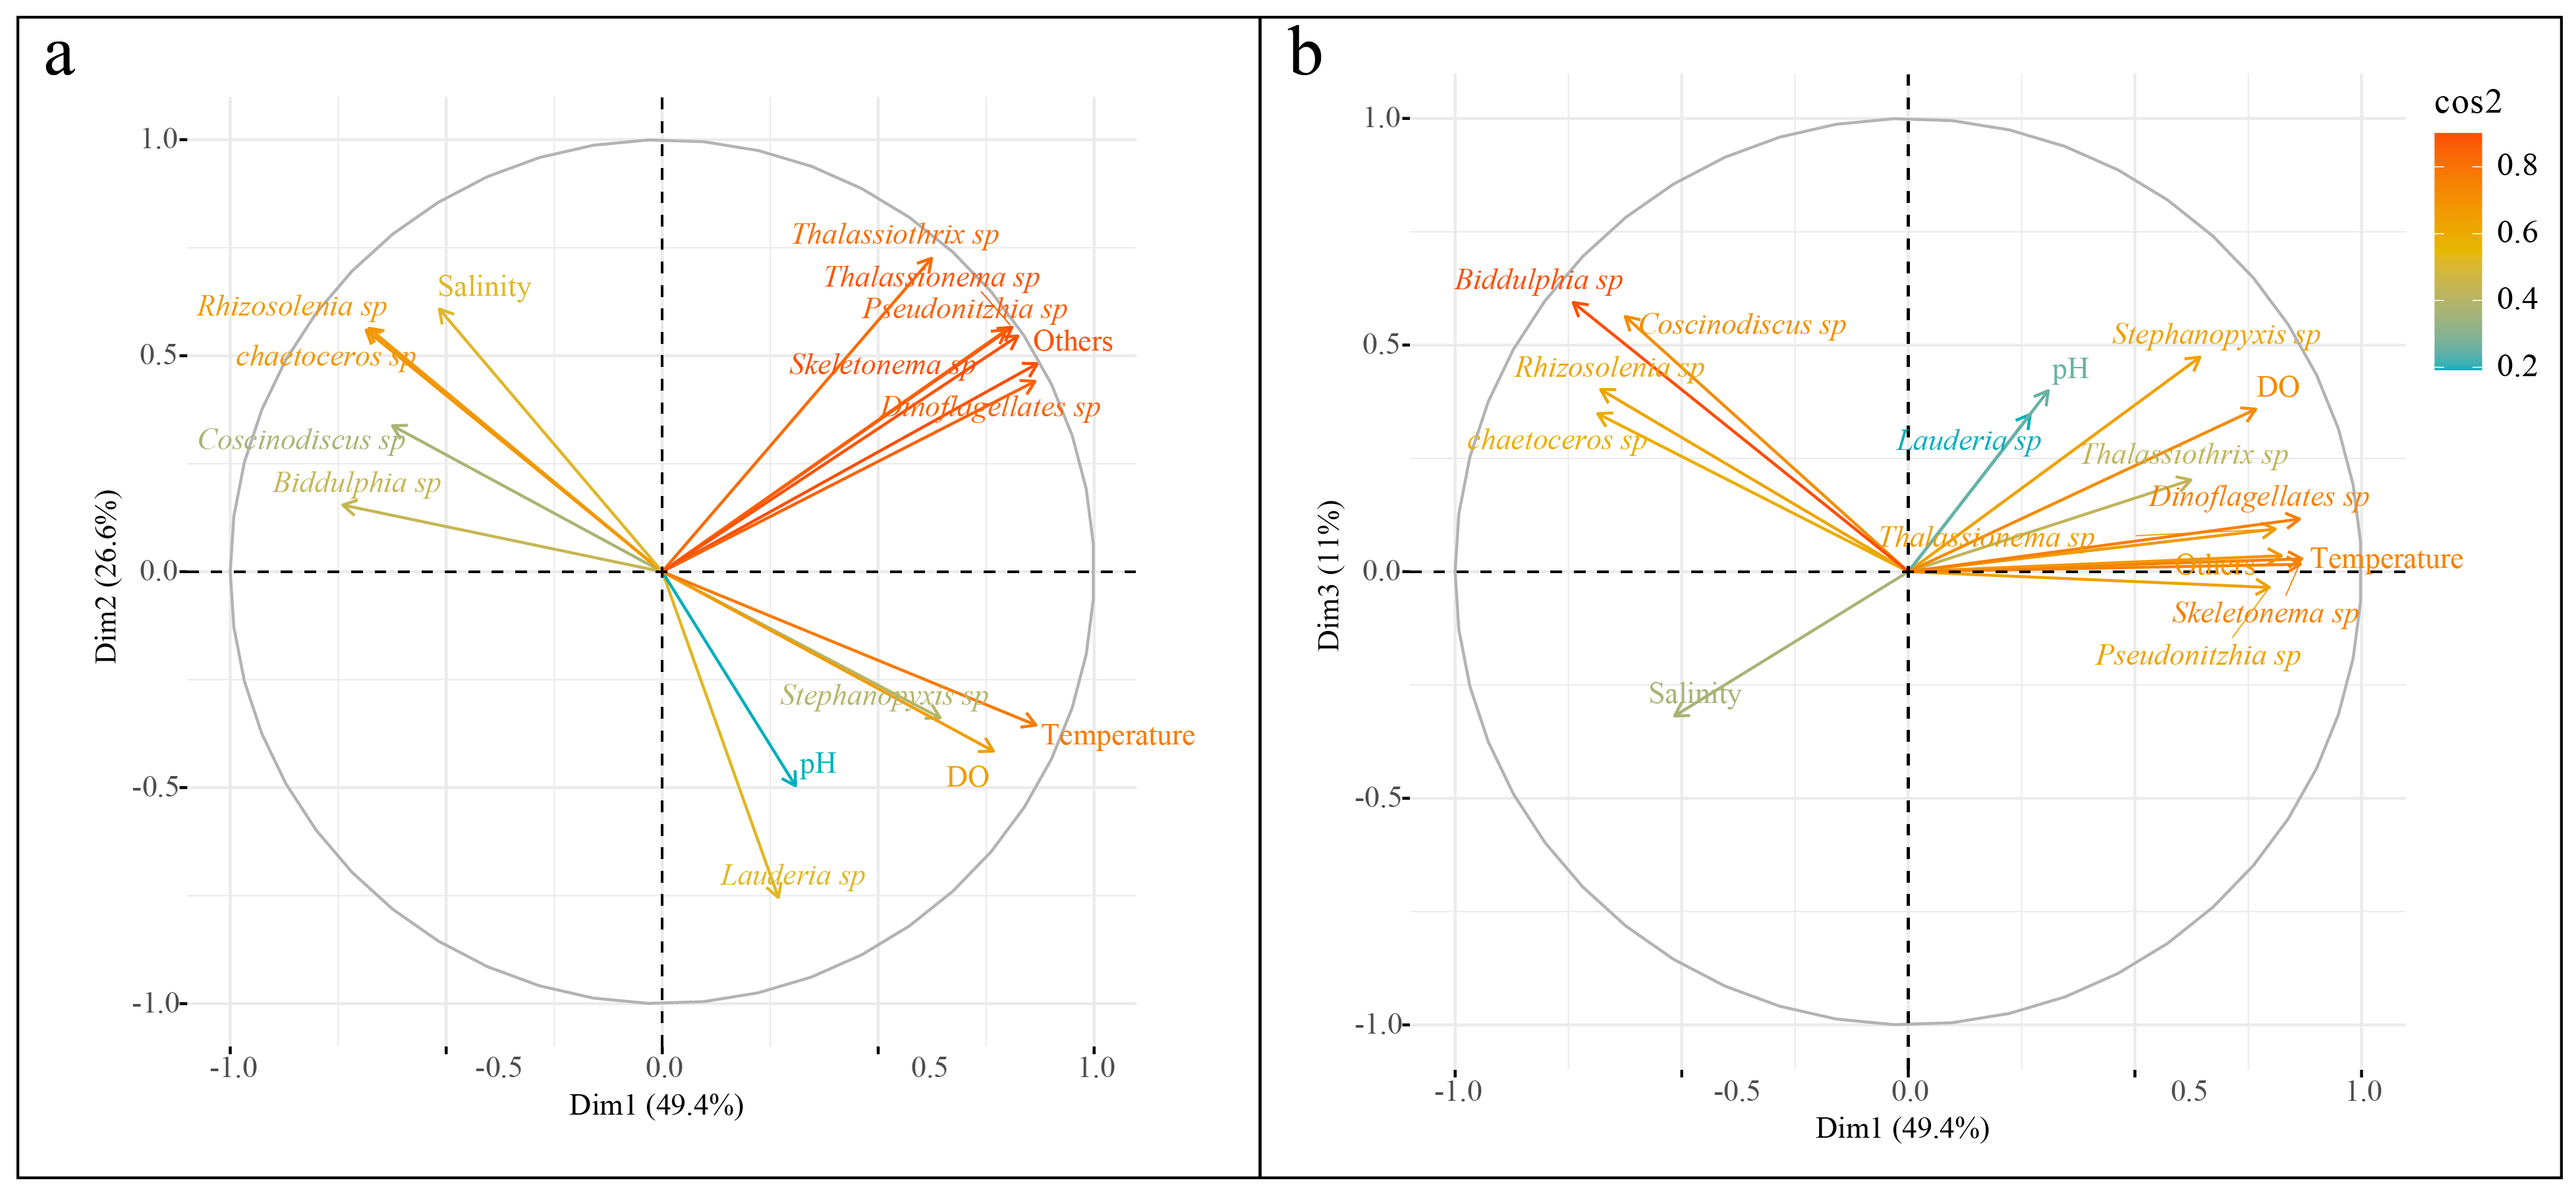 a
1.0
0.5
0.0
-0.5
-1.0
Dim2 (26.6%)
Thalassiothrix sp
Thalassionema sp
Pseudonitzhia sp
Others
Skeletonema sp
Dinoflagellates sp
Salinity
Rhizosolenia sp
chaetoceros sp
Coscinodiscus sp
Biddulphia sp
Stephanopyxis sp
Temperature
DO
pH
Lauderia sp
-1.0 -0.5 0.0 0.5 1.0
Dim1 (49.4%)
b
1.0
0.5
0.0
-0.5
-1.0
Dim3 (11%)
Biddulphia sp
Coscinodiscus sp
Rhizosolenia sp
chaetoceros sp
Stephanopyxis sp
pH
DO
Lauderia sp
Thalassiothrix sp
Dinoflagellates sp
Thalassionema sp
Others
Temperature
Skeletonema sp
Pseudonitzhia sp
Salinity
-1.0 -0.5 0.0 0.5 1.0
Dim1 (49.4%)
cos2
0.8
0.6
0.4
0.2